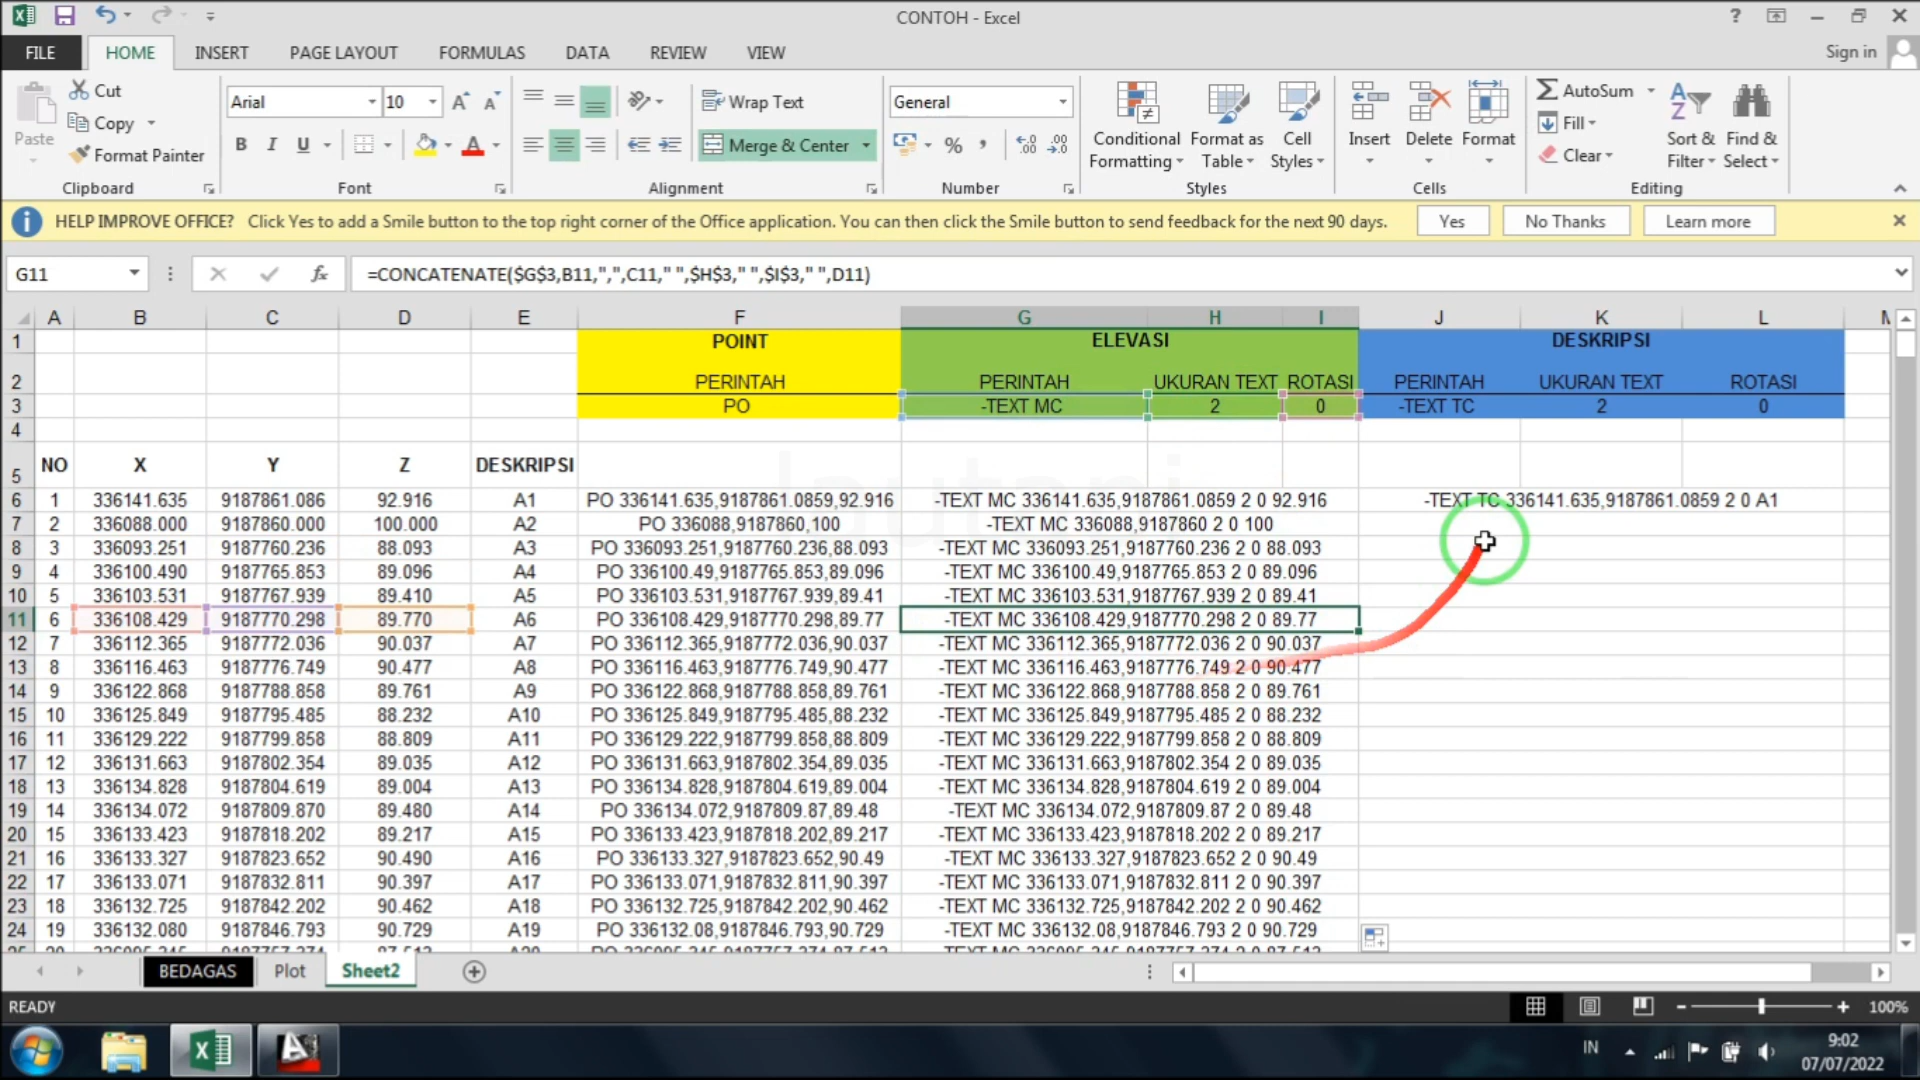 CONTOH - Excel
FILE HOME INSERT PAGE LAYOUT FORMULAS DATA REVIEW VIEW Sign in
Paste Cut Copy Format Painter Clipboard
Arial 10 B I U Font
Wrap Text Merge & Center Alignment
General % Number
Conditional Formatting Format as Table Cell Styles Styles
Insert Delete Format Cells
AutoSum Fill Clear Sort & Filter Find & Select Editing
HELP IMPROVE OFFICE? Click Yes to add a Smile button to the top right corner of the Office application. You can then click the Smile button to send feedback for the next 90 days. Yes No Thanks Learn more
G11 fx =CONCATENATE($G$3,B11,",",C11," ",$H$3," ",$I$3," ",D11)
A B C D E F G H I J K L
1 POINT ELEVASI DESKRIPSI
2 PERINTAH PERINTAH UKURAN TEXT ROTASI PERINTAH UKURAN TEXT ROTASI
3 PO -TEXT MC 2 0 -TEXT TC 2 0
4
5 NO X Y Z DESKRIPSI
6 1 336141.635 9187861.086 92.916 A1 PO 336141.635,9187861.0859,92.916 -TEXT MC 336141.635,9187861.0859 2 0 92.916 -TEXT TC 336141.635,9187861.0859 2 0 A1
7 2 336088.000 9187860.000 100.000 A2 PO 336088,9187860,100 -TEXT MC 336088,9187860 2 0 100
8 3 336093.251 9187760.236 88.093 A3 PO 336093.251,9187760.236,88.093 -TEXT MC 336093.251,9187760.236 2 0 88.093
9 4 336100.490 9187765.853 89.096 A4 PO 336100.49,9187765.853,89.096 -TEXT MC 336100.49,9187765.853 2 0 89.096
10 5 336103.531 9187767.939 89.410 A5 PO 336103.531,9187767.939,89.41 -TEXT MC 336103.531,9187767.939 2 0 89.41
11 6 336108.429 9187770.298 89.770 A6 PO 336108.429,9187770.298,89.77 -TEXT MC 336108.429,9187770.298 2 0 89.77
12 7 336112.365 9187772.036 90.037 A7 PO 336112.365,9187772.036,90.037 -TEXT MC 336112.365,9187772.036 2 0 90.037
13 8 336116.463 9187776.749 90.477 A8 PO 336116.463,9187776.749,90.477 -TEXT MC 336116.463,9187776.749 2 0 90.477
14 9 336122.868 9187788.858 89.761 A9 PO 336122.868,9187788.858,89.761 -TEXT MC 336122.868,9187788.858 2 0 89.761
15 10 336125.849 9187795.485 88.232 A10 PO 336125.849,9187795.485,88.232 -TEXT MC 336125.849,9187795.485 2 0 88.232
16 11 336129.222 9187799.858 88.809 A11 PO 336129.222,9187799.858,88.809 -TEXT MC 336129.222,9187799.858 2 0 88.809
17 12 336131.663 9187802.354 89.035 A12 PO 336131.663,9187802.354,89.035 -TEXT MC 336131.663,9187802.354 2 0 89.035
18 13 336134.828 9187804.619 89.004 A13 PO 336134.828,9187804.619,89.004 -TEXT MC 336134.828,9187804.619 2 0 89.004
19 14 336134.072 9187809.870 89.480 A14 PO 336134.072,9187809.87,89.48 -TEXT MC 336134.072,9187809.87 2 0 89.48
20 15 336133.423 9187818.202 89.217 A15 PO 336133.423,9187818.202,89.217 -TEXT MC 336133.423,9187818.202 2 0 89.217
21 16 336133.327 9187823.652 90.490 A16 PO 336133.327,9187823.652,90.49 -TEXT MC 336133.327,9187823.652 2 0 90.49
22 17 336133.071 9187832.811 90.397 A17 PO 336133.071,9187832.811,90.397 -TEXT MC 336133.071,9187832.811 2 0 90.397
23 18 336132.725 9187842.202 90.462 A18 PO 336132.725,9187842.202,90.462 -TEXT MC 336132.725,9187842.202 2 0 90.462
24 19 336132.080 9187846.793 90.729 A19 PO 336132.08,9187846.793,90.729 -TEXT MC 336132.08,9187846.793 2 0 90.729
BEDAGAS Plot Sheet2
READY 100%
IN 9:02
07/07/2022